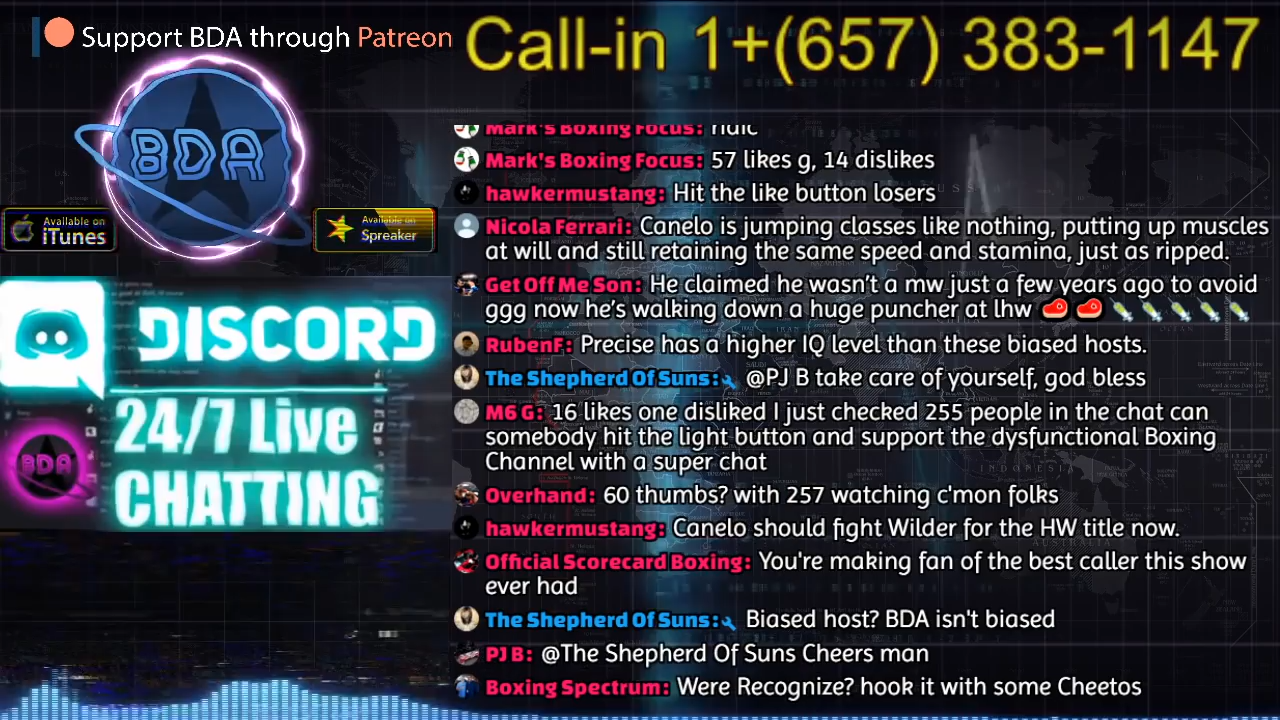 Support BDA through Patreon
Call-in 1+(657) 383-1147
BDA
Available on
iTunes
Available on
Spreaker
DISCORD
24/7 Live
CHATTING
BDA
Mark's Boxing Focus:
Mark's Boxing Focus: 57 likes g, 14 dislikes
hawkermustang: Hit the like button losers
Nicola Ferrari: Canelo is jumping classes like nothing, putting up muscles
at will and still retaining the same speed and stamina, just as ripped.
Get Off Me Son: He claimed he wasn’t a mw just a few years ago to avoid
ggg now he’s walking down a huge puncher at lhw 🥩🥩💉💉💉💉💉
RubenF: Precise has a higher IQ level than these biased hosts.
The Shepherd Of Suns: @PJ B take care of yourself, god bless
M6 G: 16 likes one disliked I just checked 255 people in the chat can
somebody hit the light button and support the dysfunctional Boxing
Channel with a super chat
Overhand: 60 thumbs? with 257 watching c'mon folks
hawkermustang: Canelo should fight Wilder for the HW title now.
Official Scorecard Boxing: You're making fan of the best caller this show
ever had
The Shepherd Of Suns: Biased host? BDA isn't biased
PJ B: @The Shepherd Of Suns Cheers man
Boxing Spectrum: Were Recognize? hook it with some Cheetos
INDONESIA